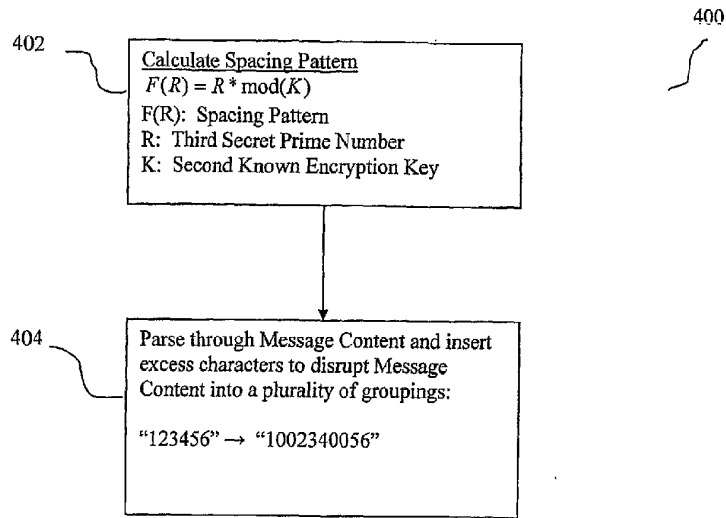 400
402
Calculate Spacing Pattern
F(R) = R * mod(K)
F(R): Spacing Pattern
R: Third Secret Prime Number
K: Second Known Encryption Key
404
Parse through Message Content and insert
excess characters to disrupt Message
Content into a plurality of groupings:
“123456” → “1002340056”